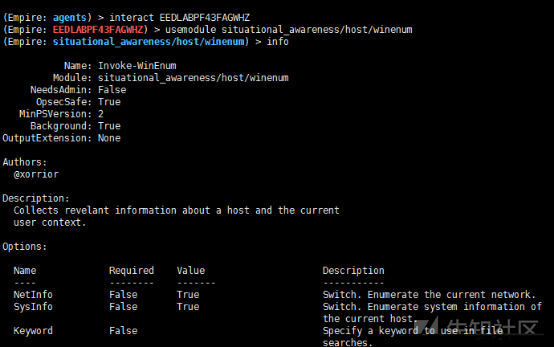 (Empire: agents) > interact EEDLABPF43FAGWHZ
(Empire: EEDLABPF43FAGWHZ) > usemodule situational_awareness/host/winenum
(Empire: situational_awareness/host/winenum) > info
Name: Invoke-WinEnum
Module: situational_awareness/host/winenum
NeedsAdmin: False
OpsecSafe: True
MinPSVersion: 2
Background: True
OutputExtension: None
Authors:
@xorrior
Description:
Collects revelant information about a host and the current
user context.
Options:
Name Required Value Description
---- -------- ------- -----------
NetInfo False True Switch. Enumerate the current network.
SysInfo False True Switch. Enumerate system information of
the current host.
Keyword False Specify a keyword to use in file
searches.
先知社区